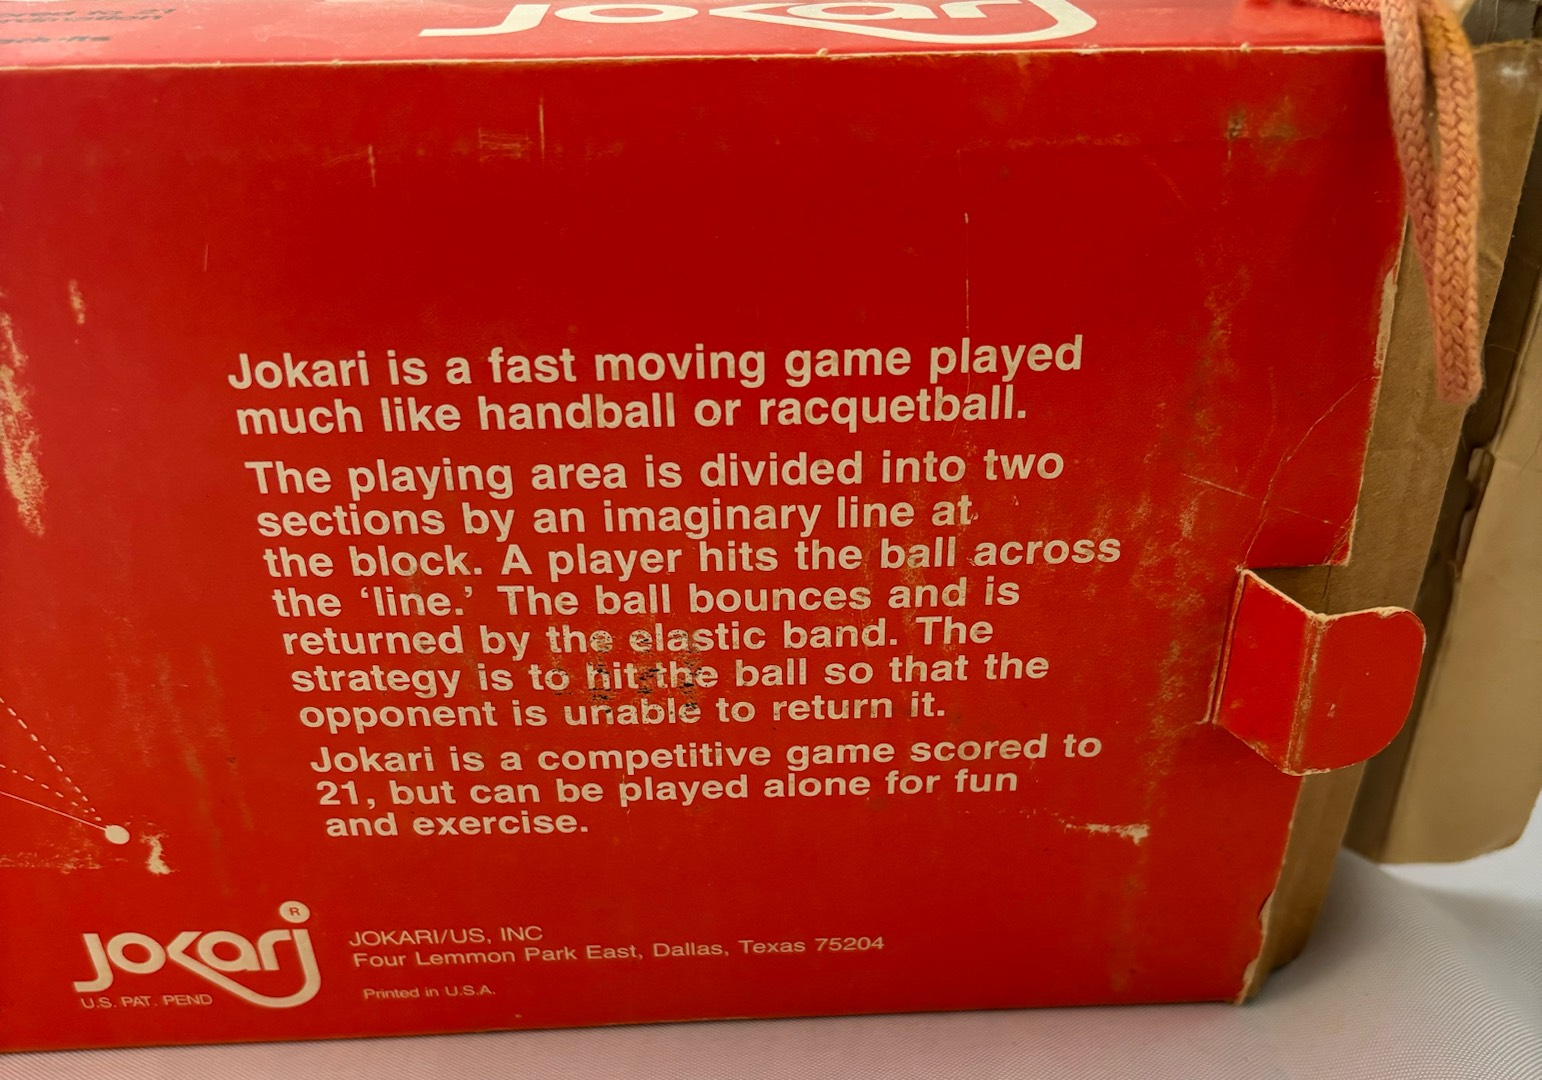 Jokari
Jokari is a fast moving game played
much like handball or racquetball.
The playing area is divided into two
sections by an imaginary line at
the block. A player hits the ball across
the ‘line.’ The ball bounces and is
returned by the elastic band. The
strategy is to hit the ball so that the
opponent is unable to return it.
Jokari is a competitive game scored to
21, but can be played alone for fun
and exercise.
Jokari ®
U.S. PAT. PEND
JOKARI/US, INC
Four Lemmon Park East, Dallas, Texas 75204
Printed in U.S.A.